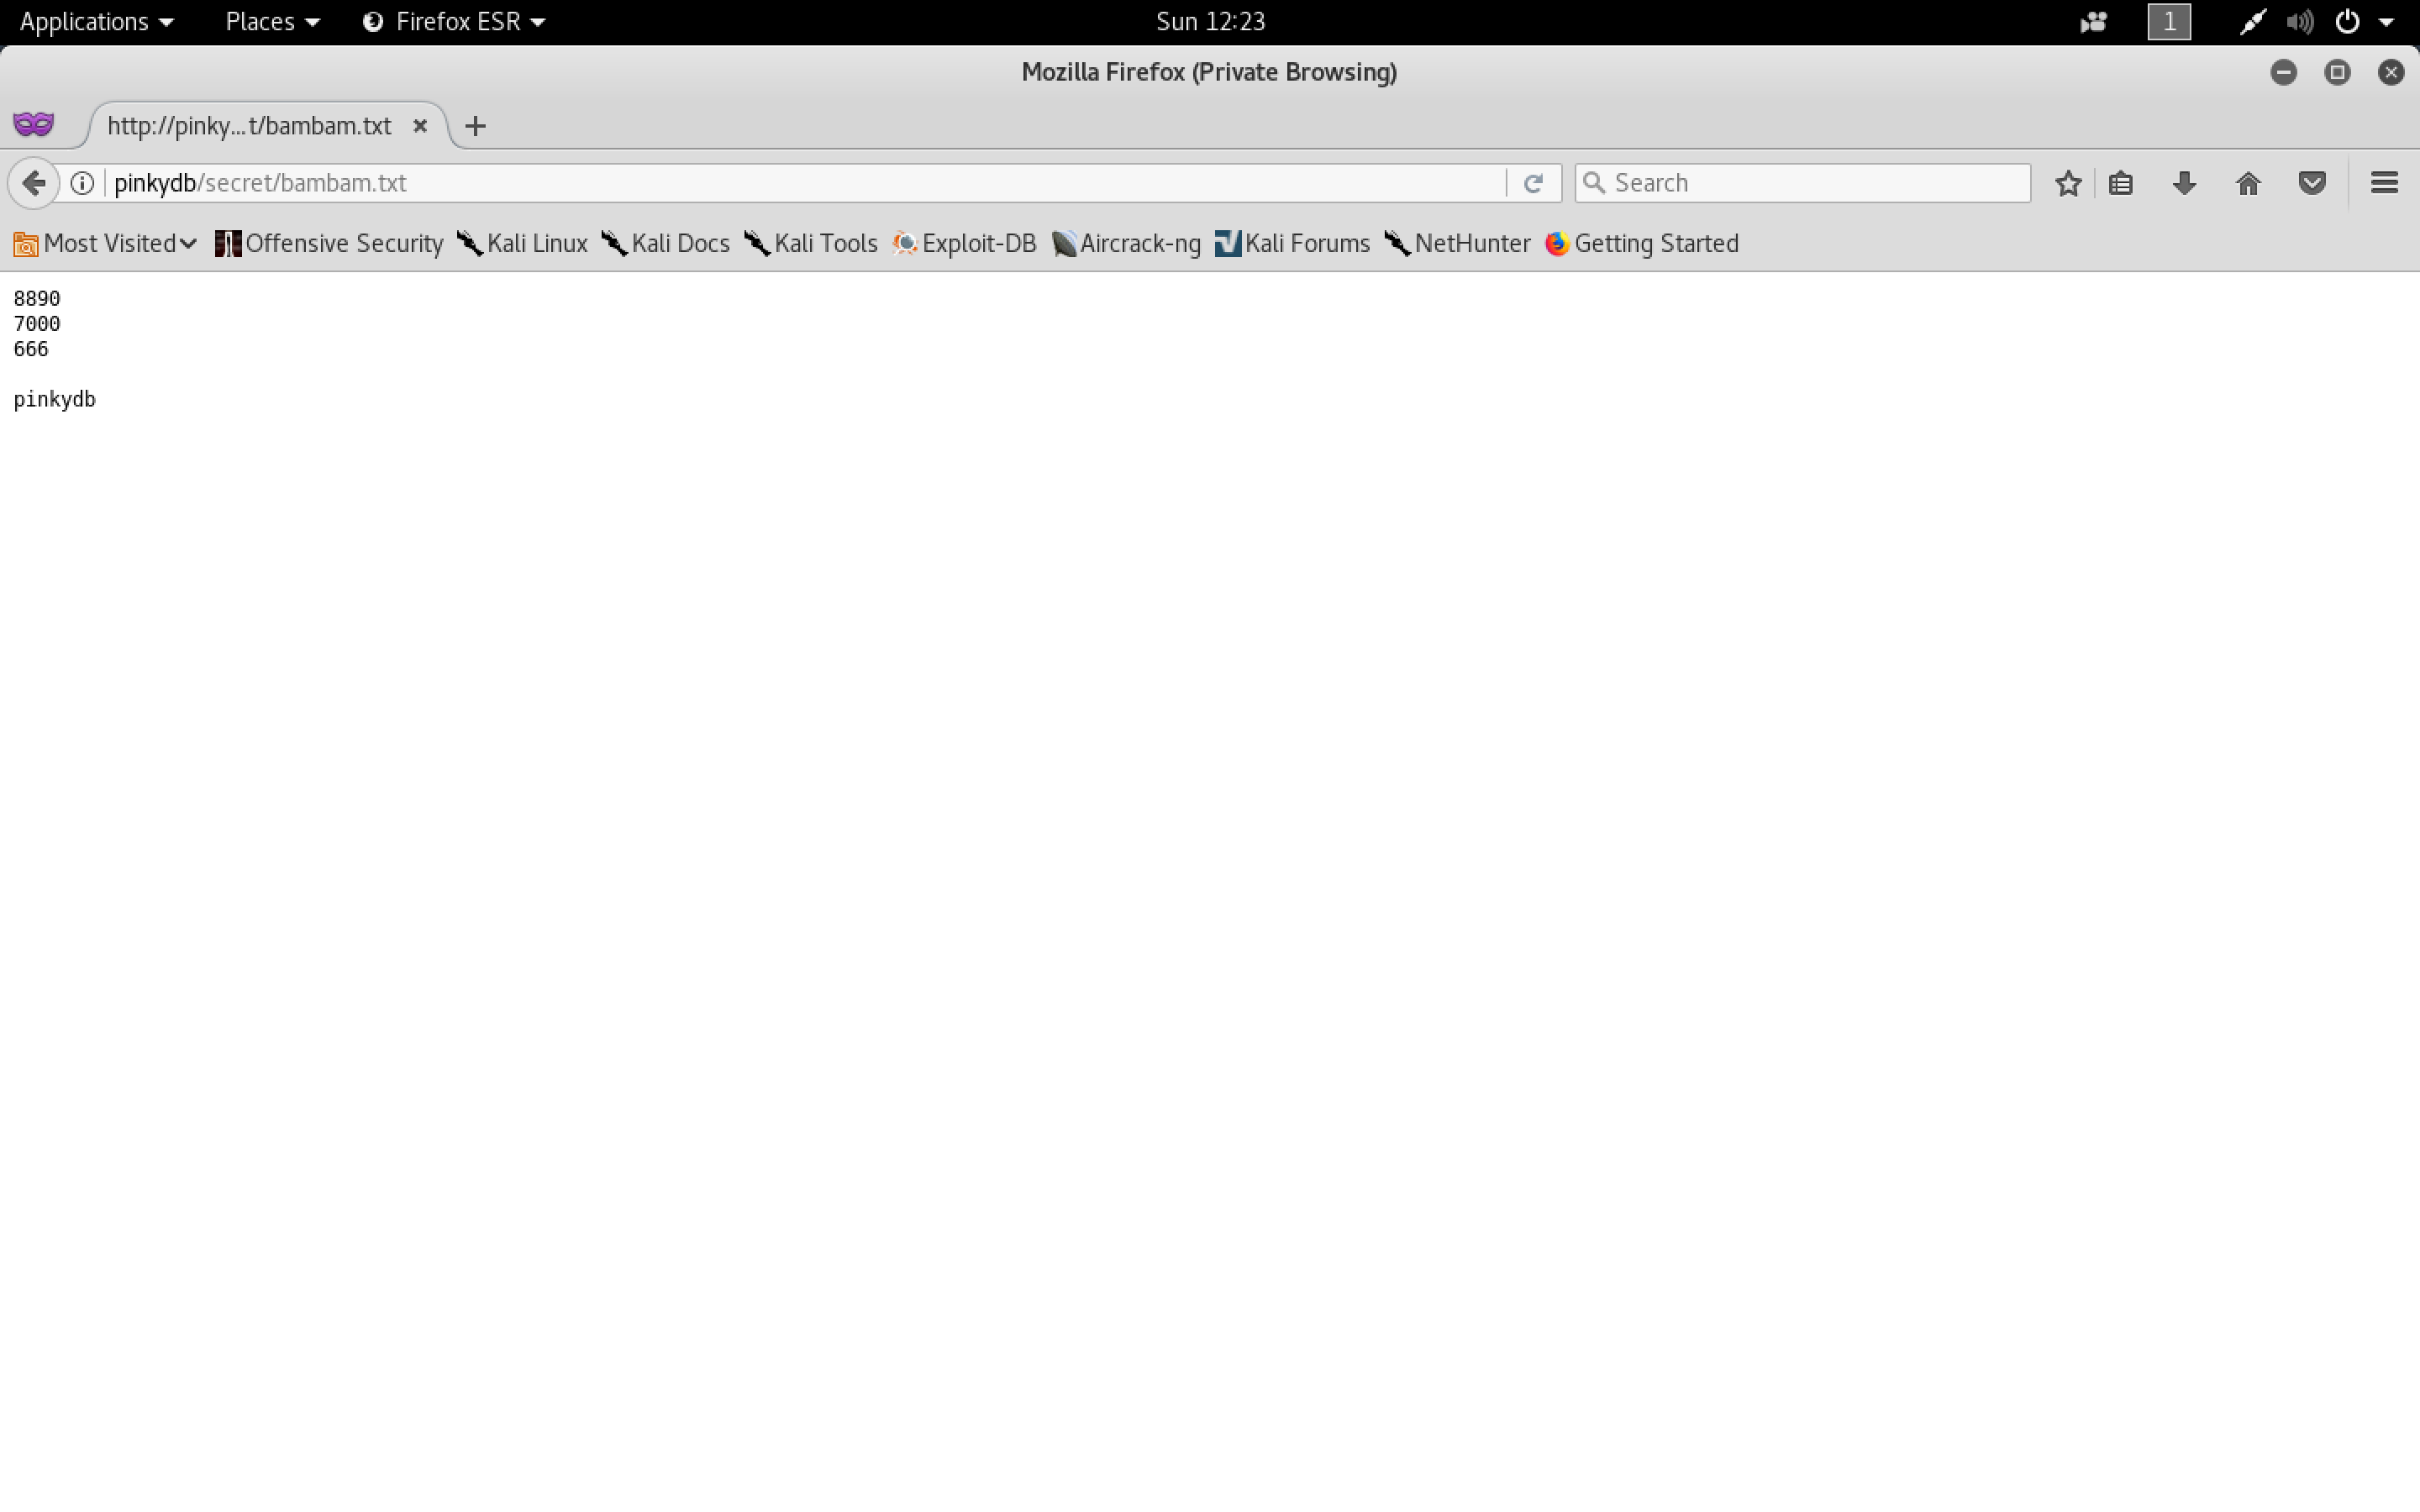 Applications Places Firefox ESR Sun 12:23 1
Mozilla Firefox (Private Browsing)
http://pinky...t/bambam.txt
pinkydb/secret/bambam.txt Search
Most Visited Offensive Security Kali Linux Kali Docs Kali Tools Exploit-DB Aircrack-ng Kali Forums NetHunter Getting Started
8890
7000
666
pinkydb